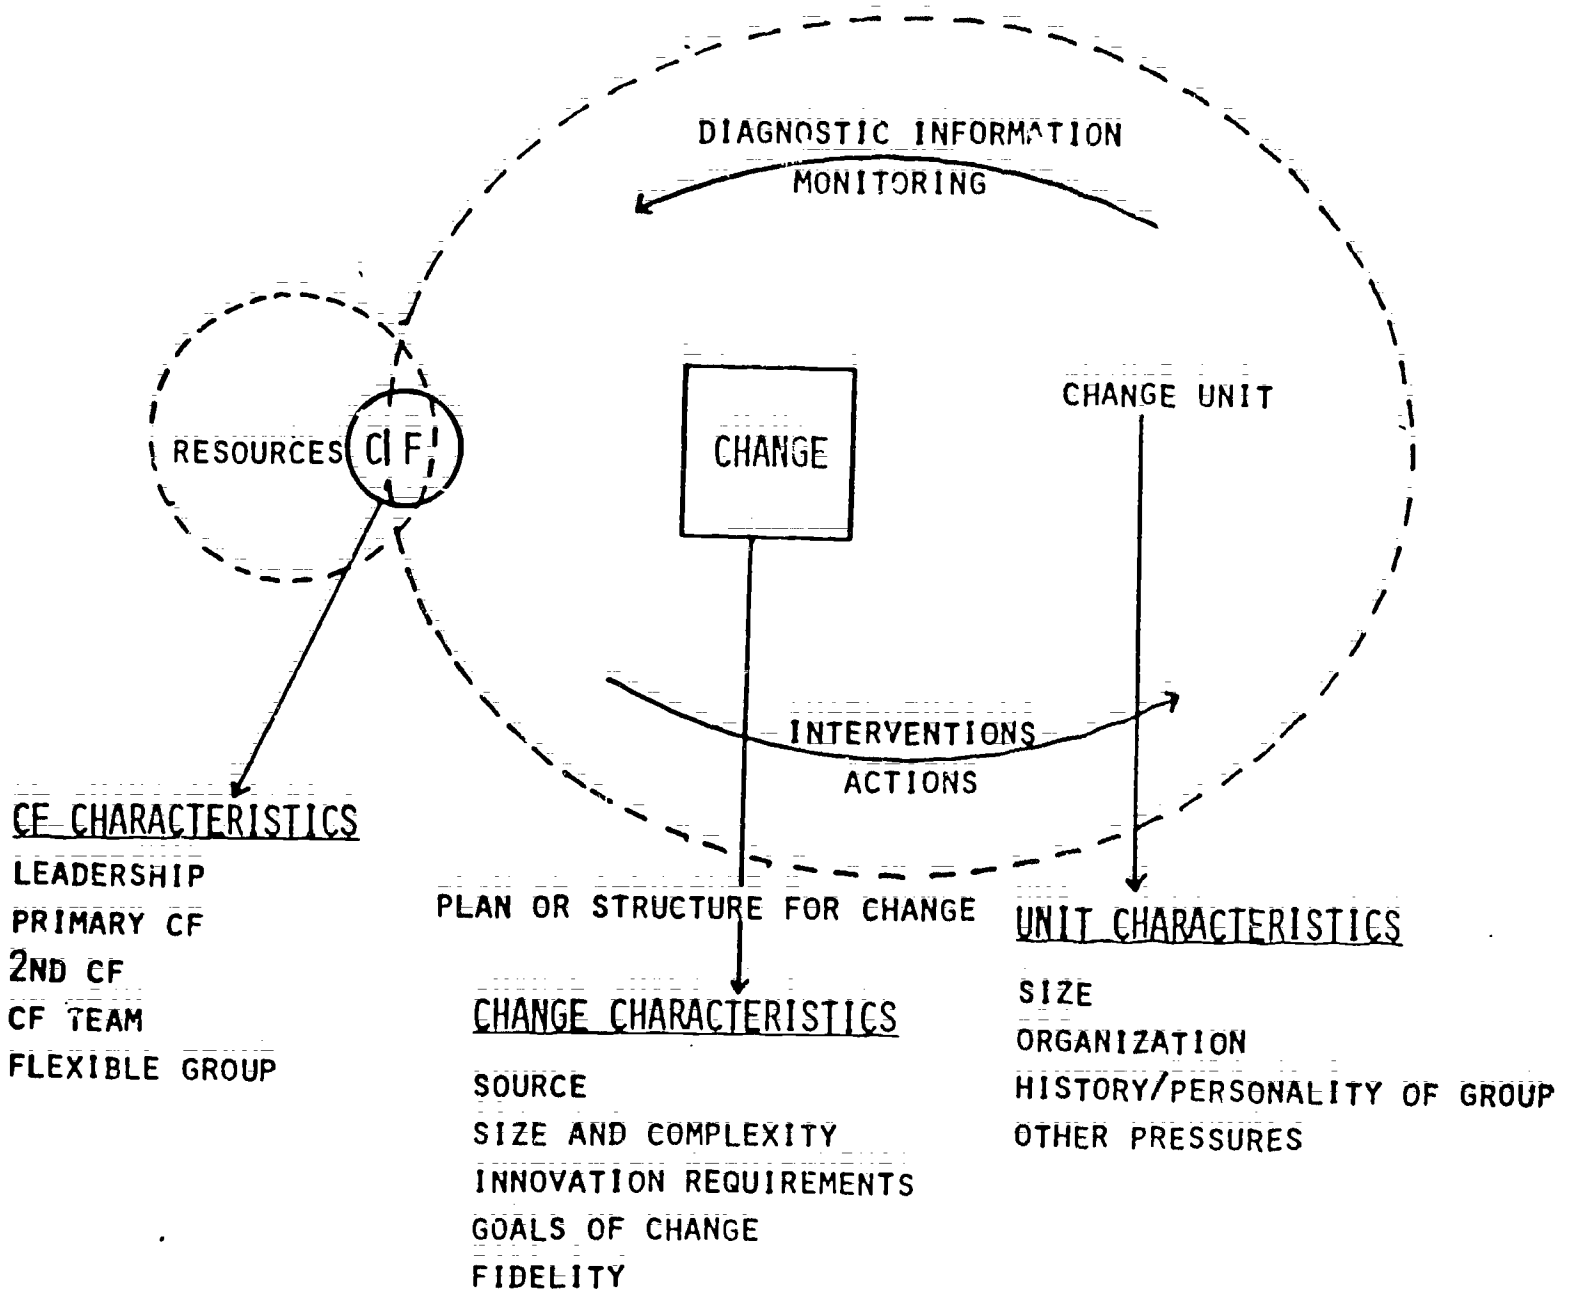 DIAGNOSTIC INFORMATION
MONITORING
CHANGE UNIT
RESOURCES
CF
CHANGE
INTERVENTIONS
ACTIONS
CF CHARACTERISTICS
LEADERSHIP
PRIMARY CF
2ND CF
CF TEAM
FLEXIBLE GROUP
PLAN OR STRUCTURE FOR CHANGE
CHANGE CHARACTERISTICS
SOURCE
SIZE AND COMPLEXITY
INNOVATION REQUIREMENTS
GOALS OF CHANGE
FIDELITY
UNIT CHARACTERISTICS
SIZE
ORGANIZATION
HISTORY/PERSONALITY OF GROUP
OTHER PRESSURES